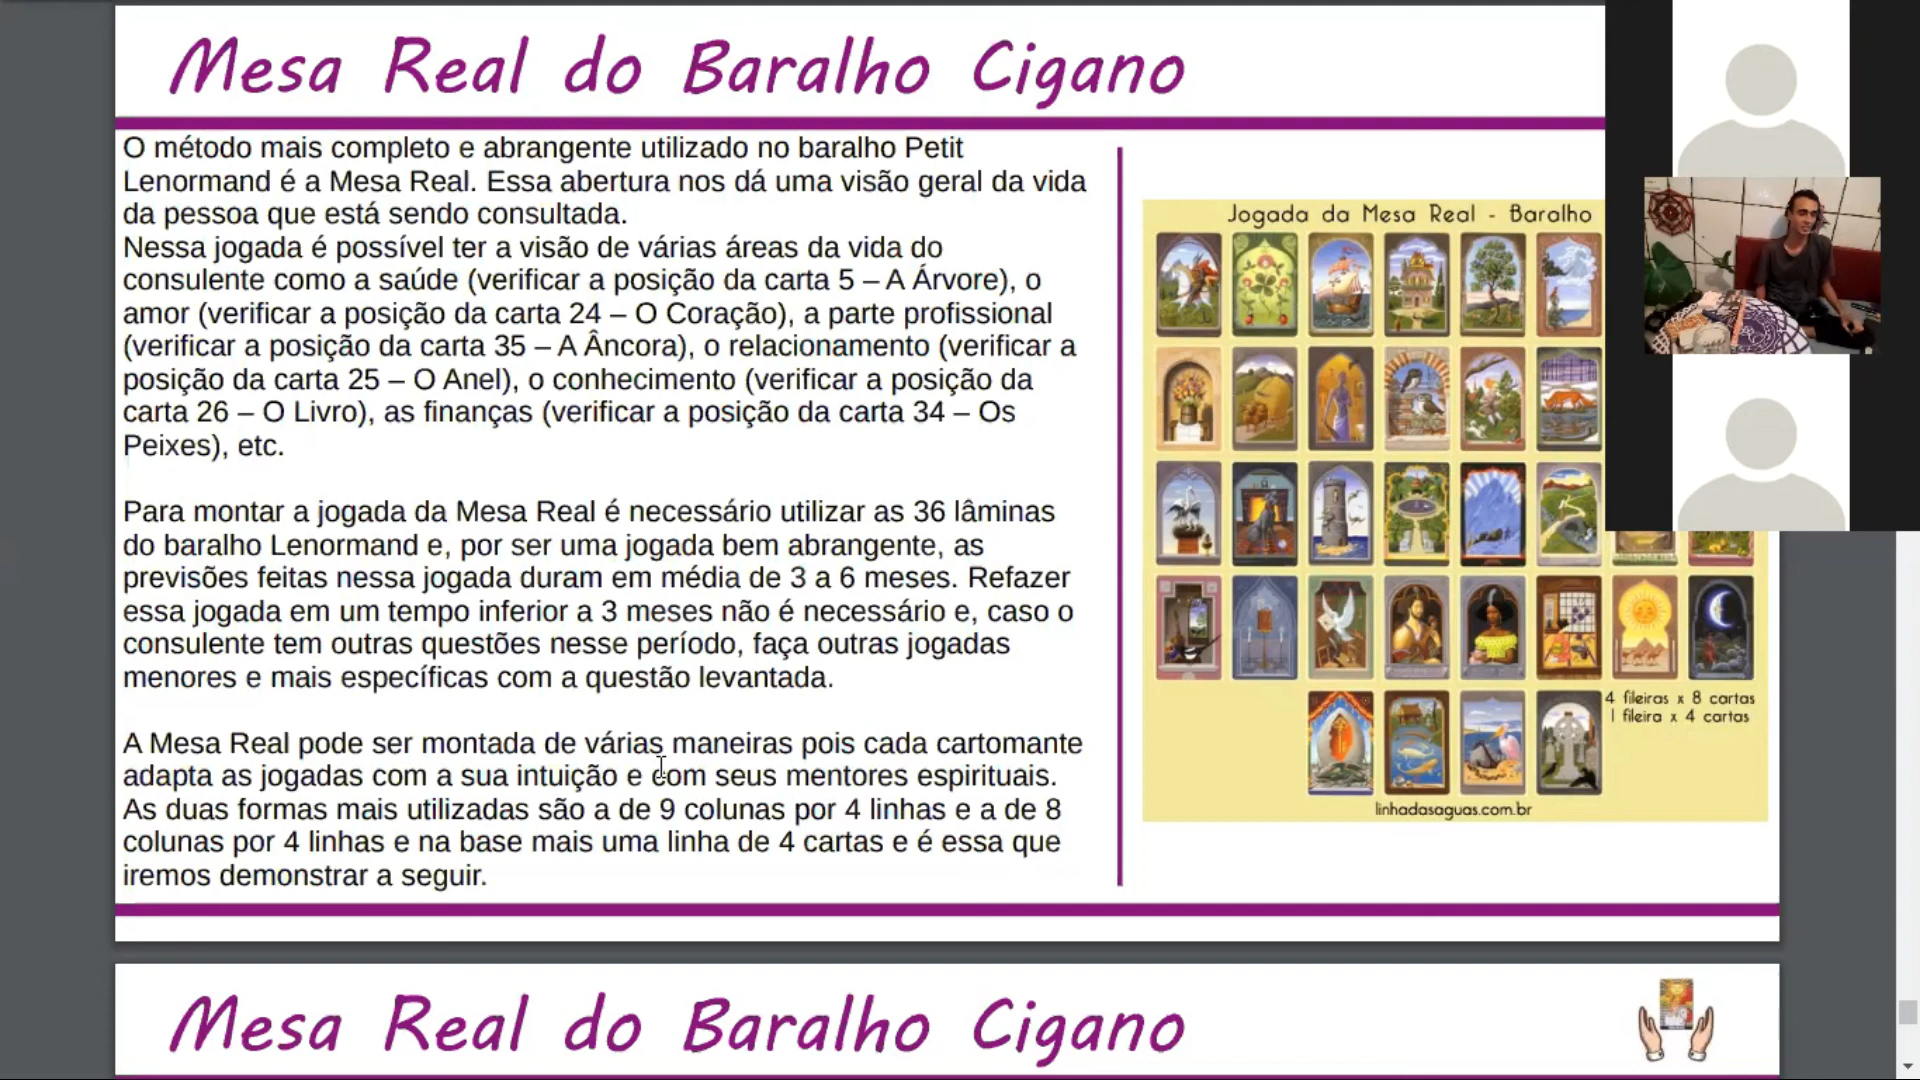 Mesa Real do Baralho Cigano
O método mais completo e abrangente utilizado no baralho Petit
Lenormand é a Mesa Real. Essa abertura nos dá uma visão geral da vida
da pessoa que está sendo consultada.
Nessa jogada é possível ter a visão de várias áreas da vida do
consulente como a saúde (verificar a posição da carta 5 – A Árvore), o
amor (verificar a posição da carta 24 – O Coração), a parte profissional
(verificar a posição da carta 35 – A Âncora), o relacionamento (verificar a
posição da carta 25 – O Anel), o conhecimento (verificar a posição da
carta 26 – O Livro), as finanças (verificar a posição da carta 34 – Os
Peixes), etc.
Para montar a jogada da Mesa Real é necessário utilizar as 36 lâminas
do baralho Lenormand e, por ser uma jogada bem abrangente, as
previsões feitas nessa jogada duram em média de 3 a 6 meses. Refazer
essa jogada em um tempo inferior a 3 meses não é necessário e, caso o
consulente tem outras questões nesse período, faça outras jogadas
menores e mais específicas com a questão levantada.
A Mesa Real pode ser montada de várias maneiras pois cada cartomante
adapta as jogadas com a sua intuição e com seus mentores espirituais.
As duas formas mais utilizadas são a de 9 colunas por 4 linhas e a de 8
colunas por 4 linhas e na base mais uma linha de 4 cartas e é essa que
iremos demonstrar a seguir.
Jogada da Mesa Real - Baralho
4 fileiras x 8 cartas
1 fileira x 4 cartas
linhadasaguas.com.br
Mesa Real do Baralho Cigano